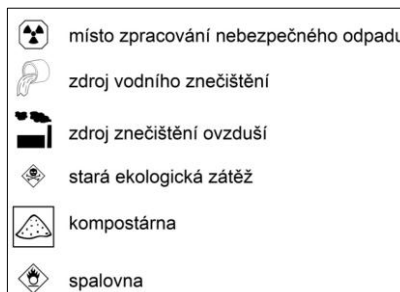 místo zpracování nebezpečného odpadu
zdroj vodního znečištění
zdroj znečištění ovzduší
stará ekologická zátěž
kompostárna
spalovna